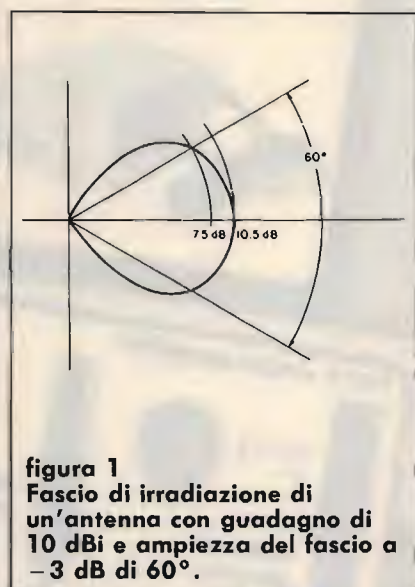 60°
7.5 dB 10.5 dB
figura 1
Fascio di irradiazione di
un'antenna con guadagno di
10 dBi e ampiezza del fascio a
−3 dB di 60°.